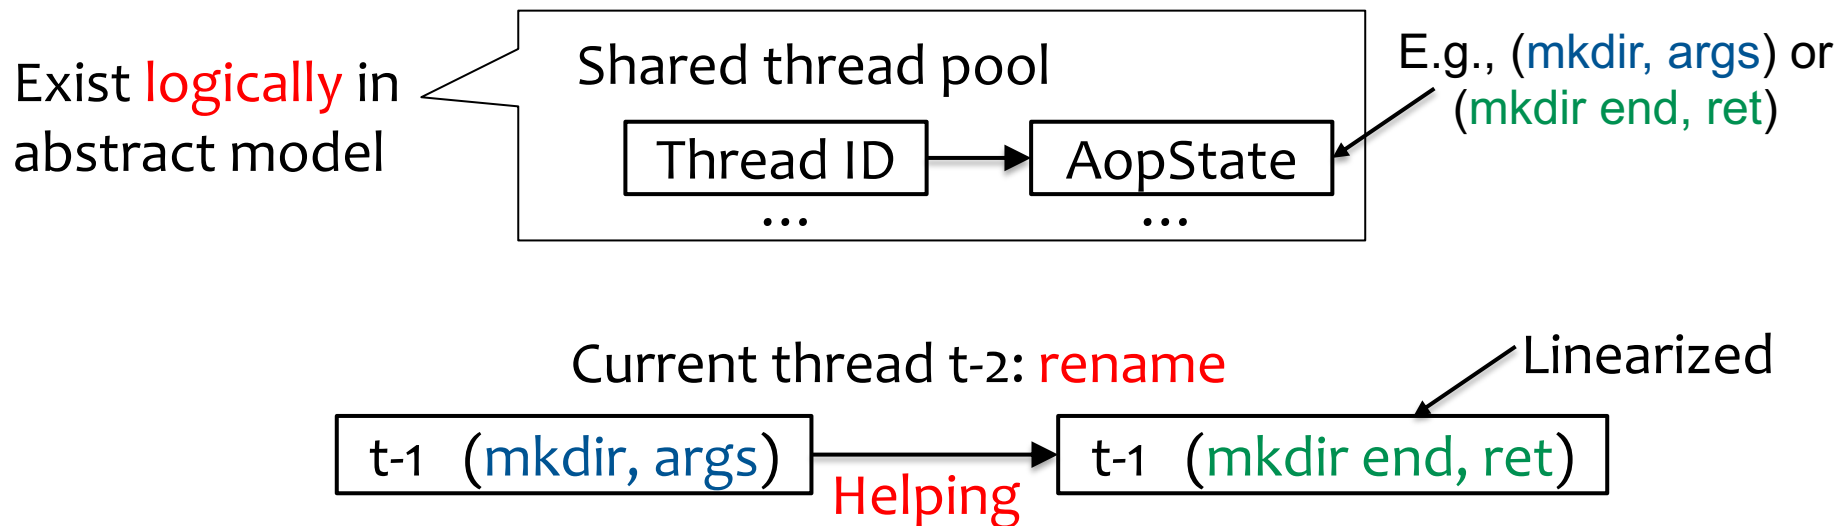 Exist logically in
abstract model
Shared thread pool
Thread ID
AopState
...
...
E.g., (mkdir, args) or
(mkdir end, ret)
Current thread t-2: rename
Linearized
t-1 (mkdir, args)
Helping
t-1 (mkdir end, ret)